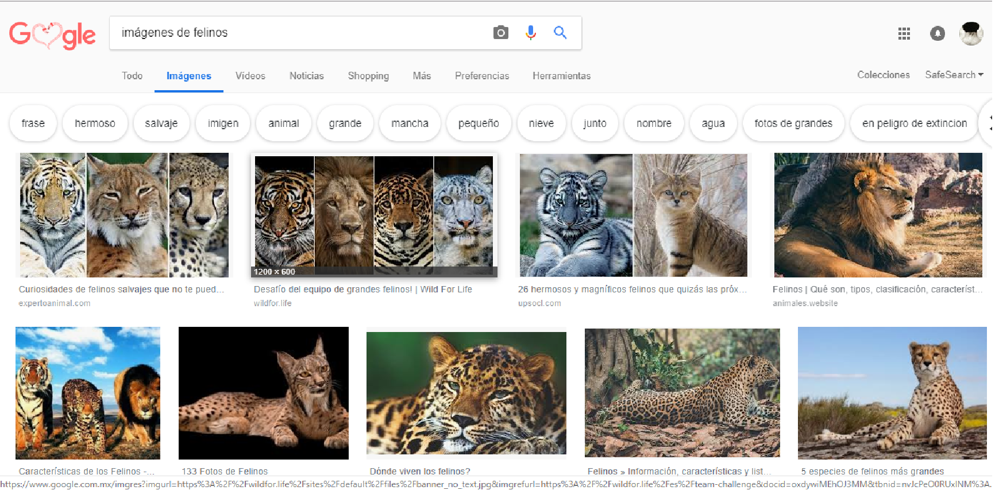 Google
imágenes de felinos
Todo Imágenes Vídeos Noticias Shopping Más Preferencias Herramientas Colecciones SafeSearch
frase hermoso salvaje imigen animal grande mancha pequeño nieve junto nombre agua fotos de grandes en peligro de extincion
1200 × 600
Curiosidades de felinos salvajes que no te pued... Desafío del equipo de grandes felinos! | Wild For Life 26 hermosos y magníficos felinos que quizás las próx... Felinos | Qué son, tipos, clasificación, característ...
expertoanimal.com wildfor.life upsocl.com animales.website
Características de los Felinos -... 133 Fotos de Felinos Dónde viven los felinos? Felinos » Información, características y list... 5 especies de felinos más grandes
https://www.google.com.mx/imgres?imgurl=https%3A%2F%2Fwildfor.life%2Fsites%2Fdefault%2Ffiles%2Fbanner_no_text.jpg&imgrefurl=https%3A%2F%2Fwildfor.life%2Fes%2Fteam-challenge&docid=oxdywiMEhOJ3MM&tbnid=nvJcPeO0RUxINM%3A.